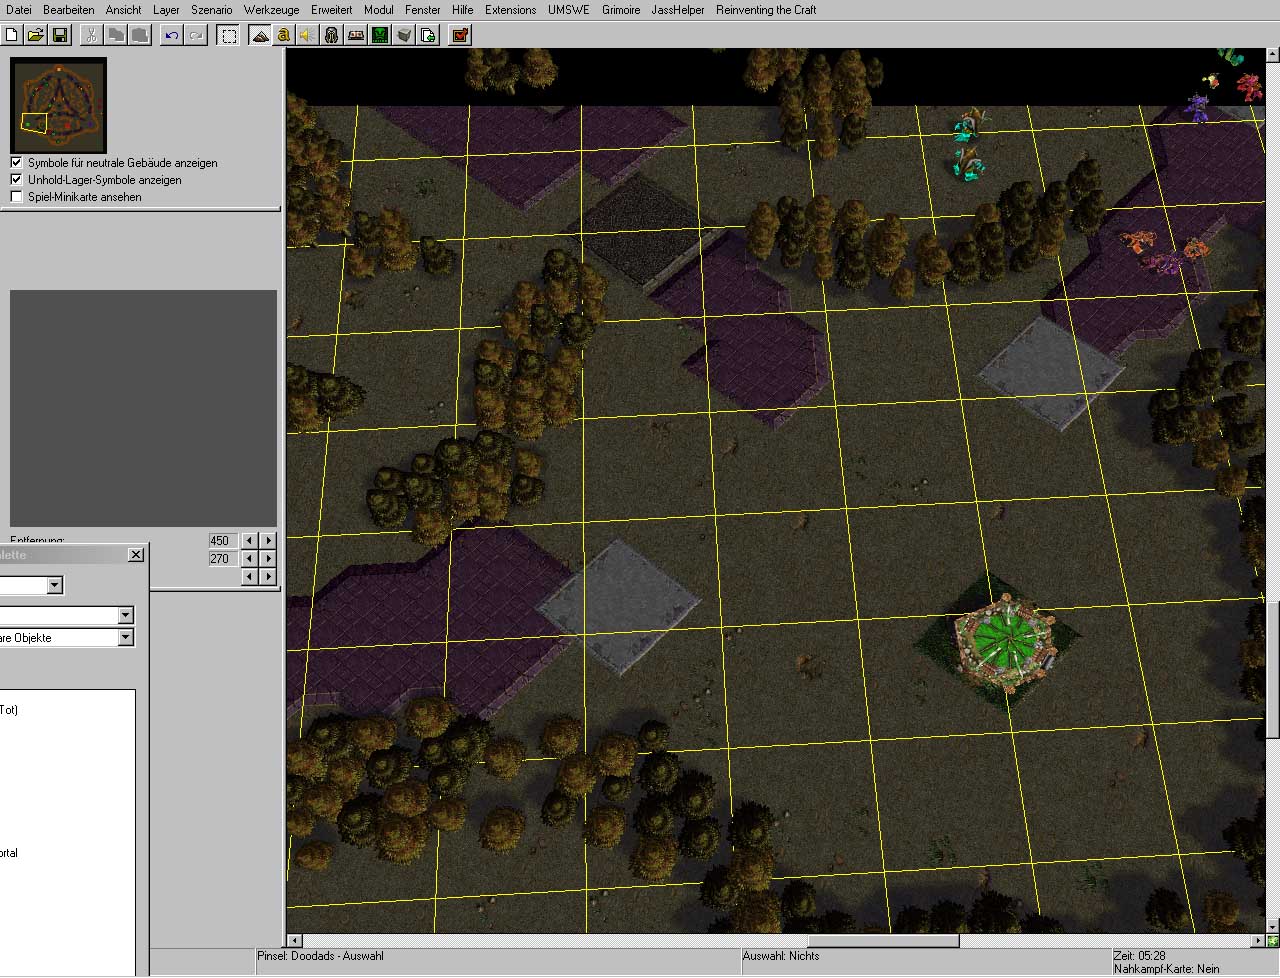 Datei Bearbeiten Ansicht Layer Szenario Werkzeuge Erweitert Modul Fenster Hilfe Extensions UMSWE Grimoire JassHelper Reinventing the Craft
Symbole für neutrale Gebäude anzeigen
Unhold-Lager-Symbole anzeigen
Spiel-Minikarte ansehen
Entfernung: 450
270
lette
are Objekte
Tot)
ortal
Pinsel: Doodads - Auswahl
Auswahl: Nichts
Zeit: 05:28
Nahkampf-Karte: Nein